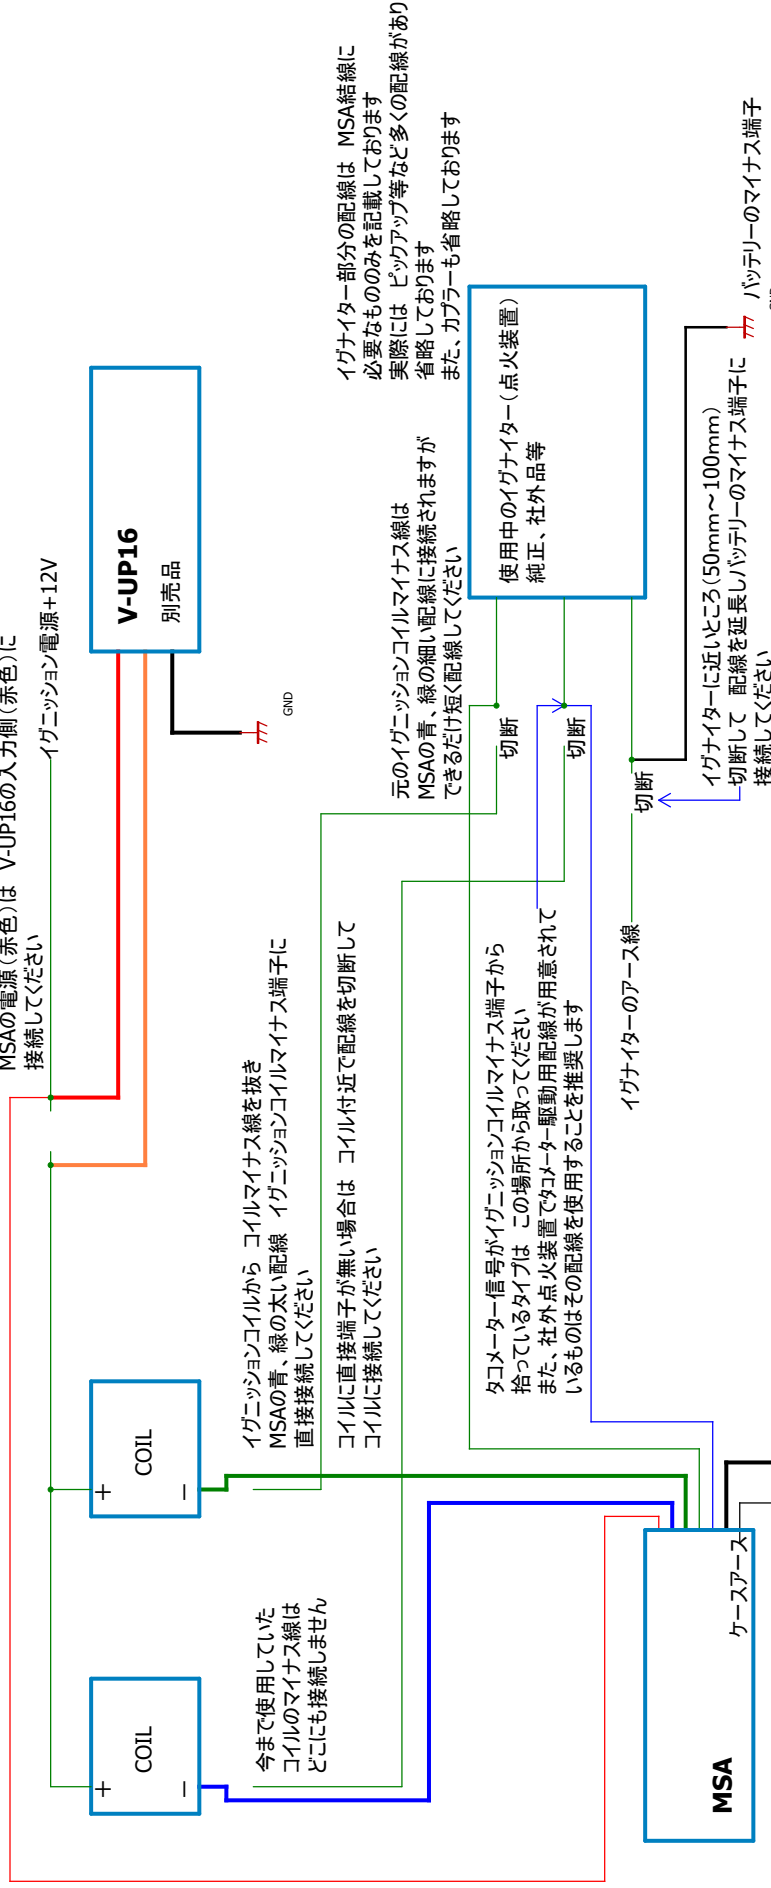 MSAの電源（赤色）は　V-UP16の入力側（赤色）に
接続してください
イグニッション電源+12V
V-UP16
別売品
GND
COIL
+
−
COIL
+
−
イグニッションコイルから　コイルマイナス線を抜き
MSAの青、緑の太い配線　イグニッションコイルマイナス端子に
直接接続してください
コイルに直接端子が無い場合は　コイル付近で配線を切断して
コイルに接続してください
今まで使用していた
コイルのマイナス線は
どこにも接続しません
イグナイター部分の配線は　MSA結線に
必要なもののみを記載しております
実際には　ピックアップ等など多くの配線があり
省略しております
また、カプラーも省略しております
元のイグニッションコイルマイナス線は
MSAの青、緑の細い配線に接続されますが
できるだけ短く配線してください
使用中のイグナイター（点火装置）
純正、社外品等
切断
切断
切断
タコメーター信号がイグニッションコイルマイナス端子から
拾っているタイプは　この場所から取ってください
また、社外点火装置でタコメーター駆動用配線が用意されて
いるものはその配線を使用することを推奨します
イグナイターのアース線
イグナイターに近いところ（50mm～100mm）
切断して　配線を延長しバッテリーのマイナス端子に
接続してください
バッテリーのマイナス端子
MSA
ケースアース